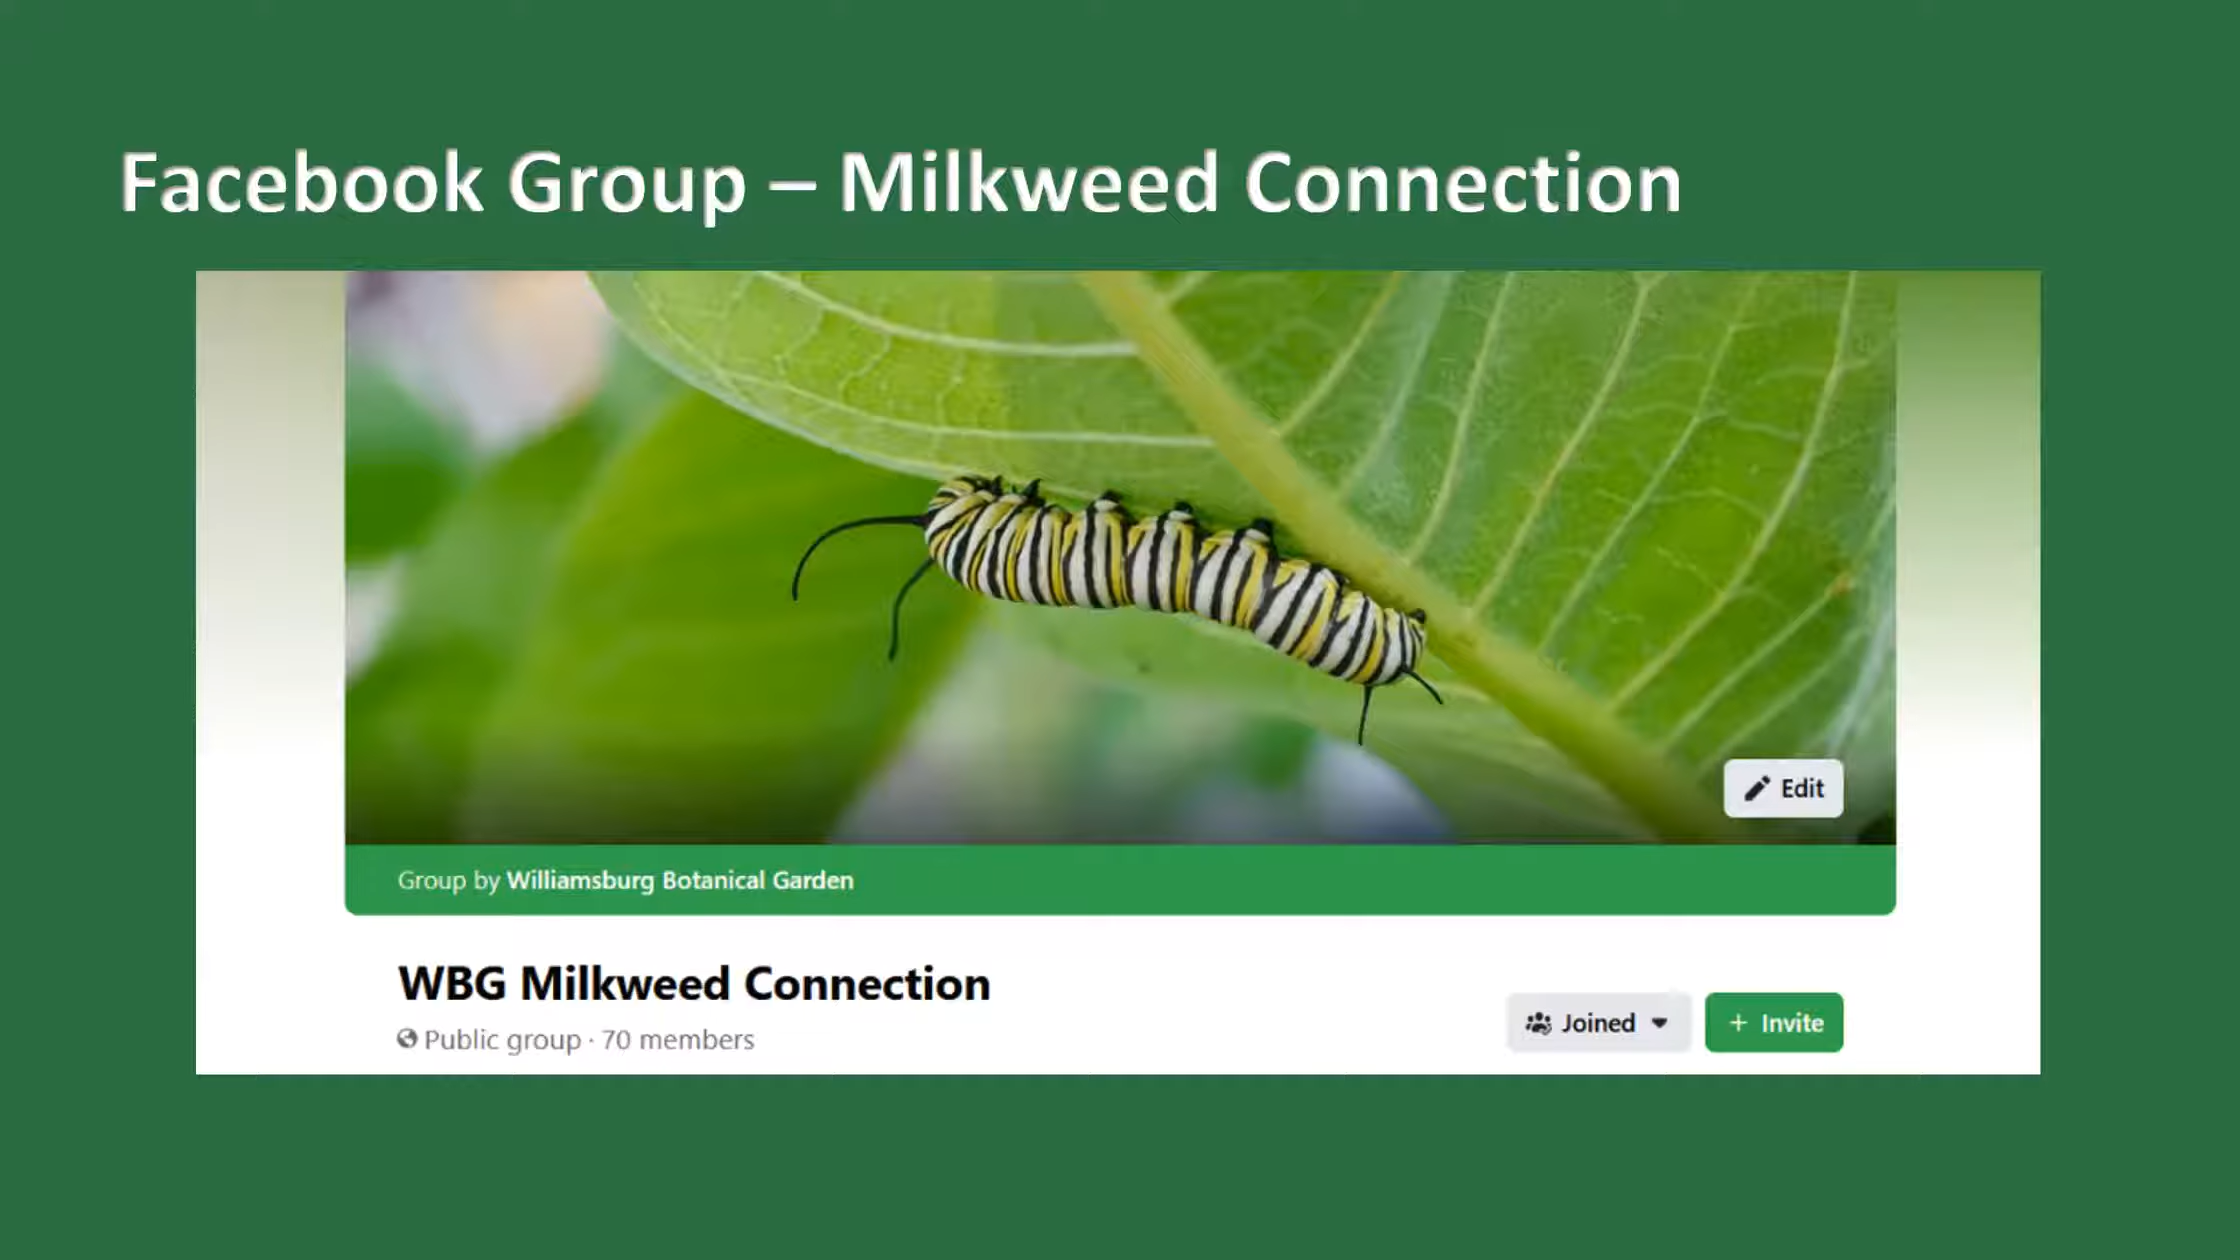 Facebook Group – Milkweed Connection
Edit
Group by Williamsburg Botanical Garden
WBG Milkweed Connection
Public group · 70 members
Joined
+ Invite